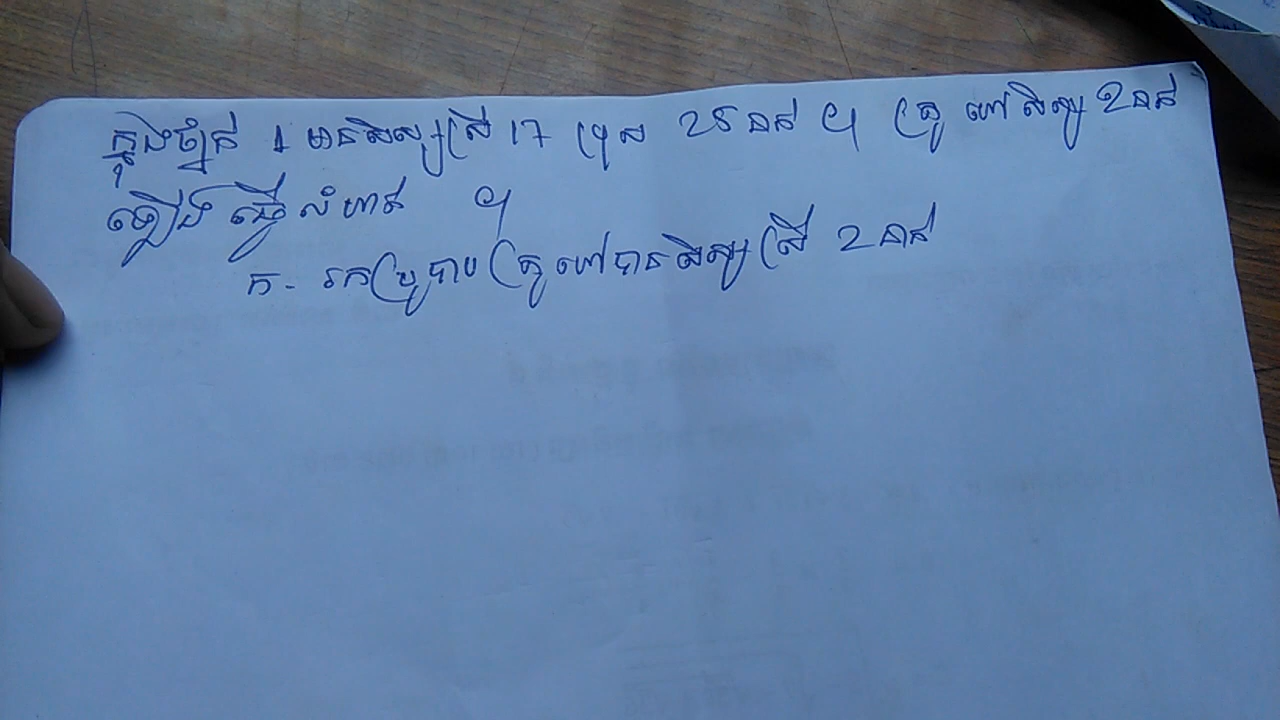 ក្នុងថ្នាក់ 1 មានសិស្សស្រី 17 ប្រុស 25 នាក់ ។ គ្រូ ហៅសិស្ស 2 នាក់
ឡើង ធ្វើ លំហាត់ ។
ក- រកប្រូបាប គ្រូហៅបានសិស្ស ស្រី 2 នាក់